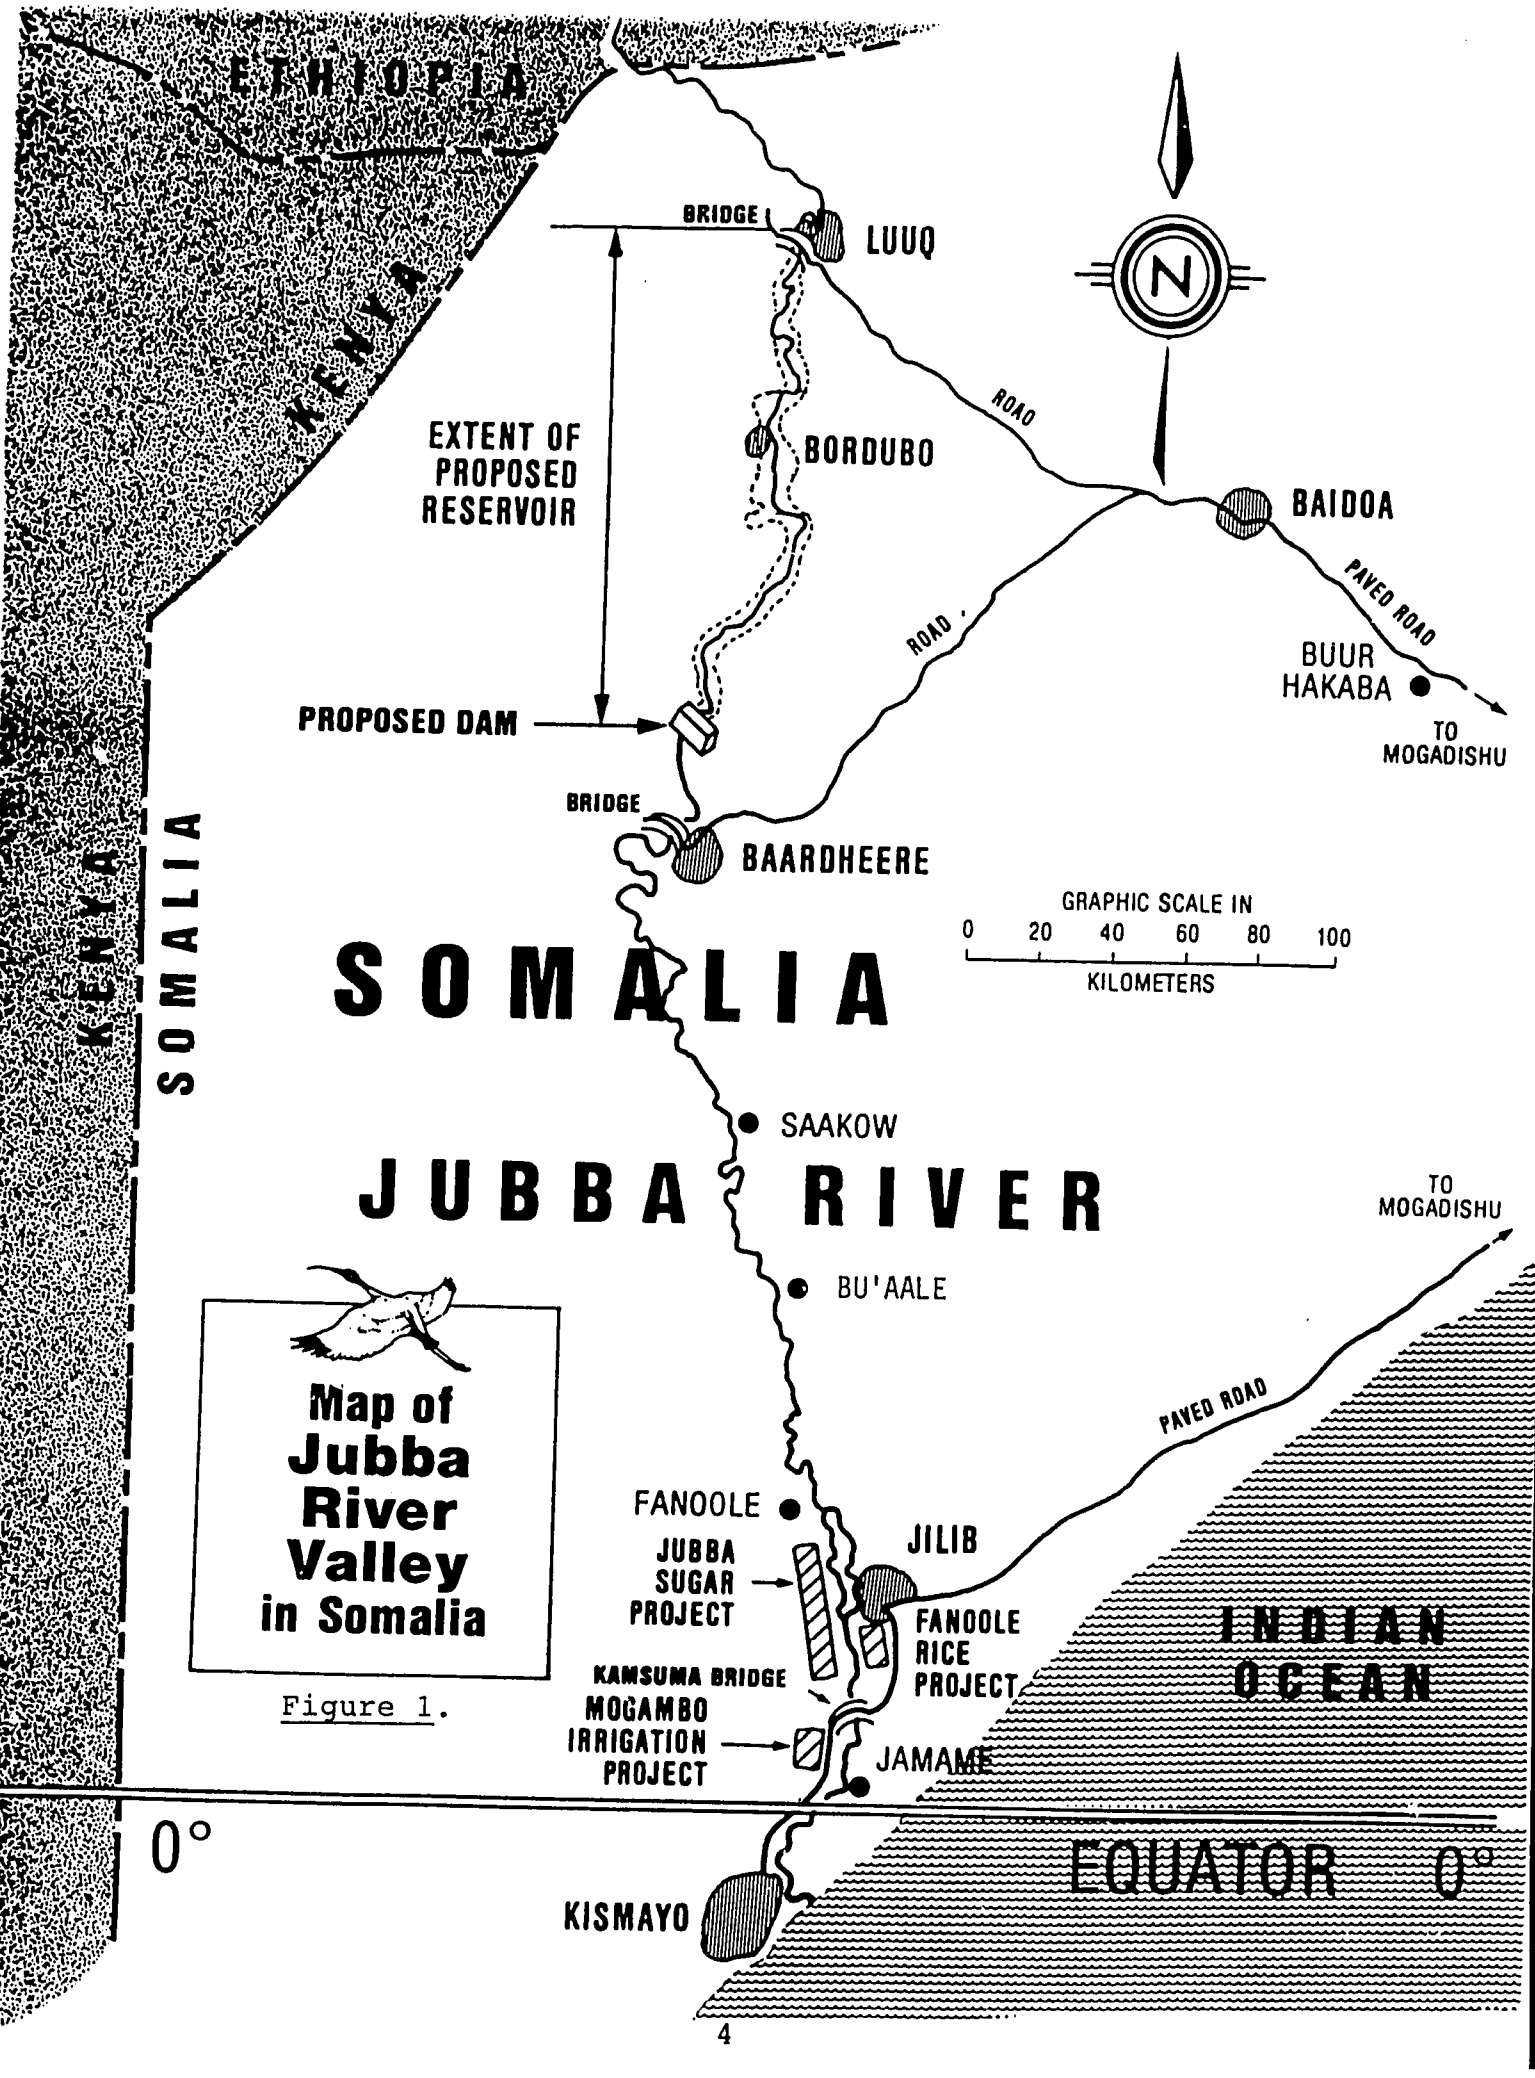 ETHIOPIA
BRIDGE
LUUQ
N
KENYA
ROAD
EXTENT OF
PROPOSED
RESERVOIR
BORDUBO
BAIDOA
PAVED ROAD
ROAD
BUUR
HAKABA
PROPOSED DAM
TO
MOGADISHU
BRIDGE
BAARDHEERE
KENYA
SOMALIA
GRAPHIC SCALE IN
0 20 40 60 80 100
KILOMETERS
SOMALIA
SAAKOW
JUBBA RIVER
TO
MOGADISHU
BU'AALE
Map of
Jubba
River
Valley
in Somalia
Figure 1.
PAVED ROAD
FANOOLE
JILIB
JUBBA
SUGAR
PROJECT
FANOOLE
RICE
PROJECT
INDIAN
OCEAN
KAMSUMA BRIDGE
MOGAMBO
IRRIGATION
PROJECT
JAMAME
0°
EQUATOR 0°
KISMAYO
4